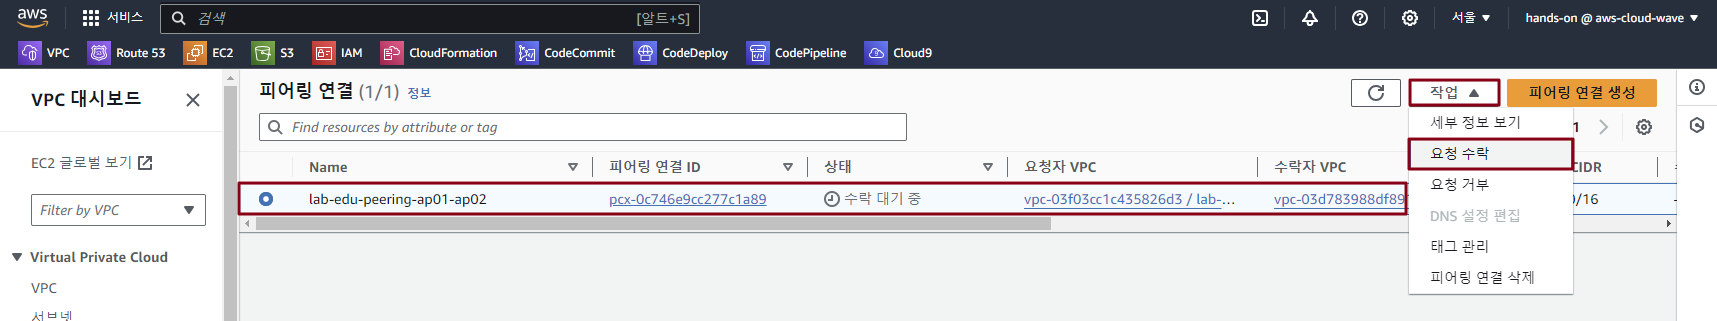 aws 서비스 검색 [알트+S] 서울 hands-on @ aws-cloud-wave
VPC Route 53 EC2 S3 IAM CloudFormation CodeCommit CodeDeploy CodePipeline Cloud9
VPC 대시보드
EC2 글로벌 보기
Filter by VPC
Virtual Private Cloud
VPC
서브넷
피어링 연결 (1/1) 정보
작업
피어링 연결 생성
Find resources by attribute or tag
1
Name 피어링 연결 ID 상태 요청자 VPC 수락자 VPC CIDR
lab-edu-peering-ap01-ap02 pcx-0c746e9cc277c1a89 수락 대기 중 vpc-03f03cc1c435826d3 / lab-... vpc-03d783988df89 /16
세부 정보 보기
요청 수락
요청 거부
DNS 설정 편집
태그 관리
피어링 연결 삭제